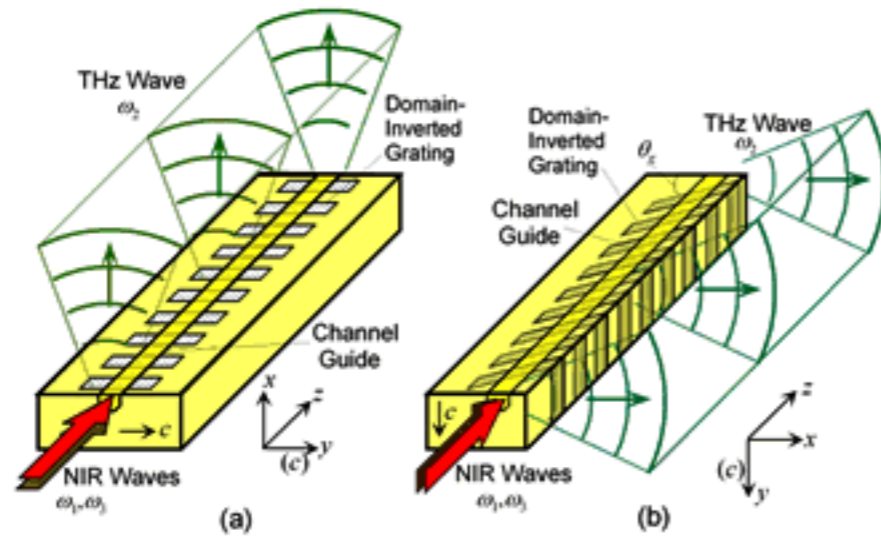 THz Wave
ω₂
Domain-
Inverted
Grating
Channel
Guide
x
z
y
(c)
c
NIR Waves
ω₁,ω₃
(a)
Domain-
Inverted
Grating
θg
THz Wave
ω₂
Channel
Guide
c
z
x
(c)
y
NIR Waves
ω₁,ω₃
(b)